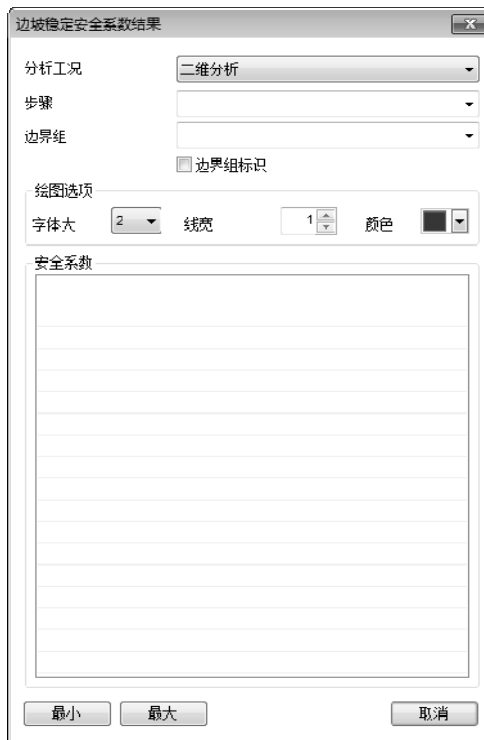 边坡稳定安全系数结果
分析工况 二维分析
步骤
边界组
边界组标识
绘图选项
字体大 2 线宽 1 颜色
安全系数
最小 最大 取消